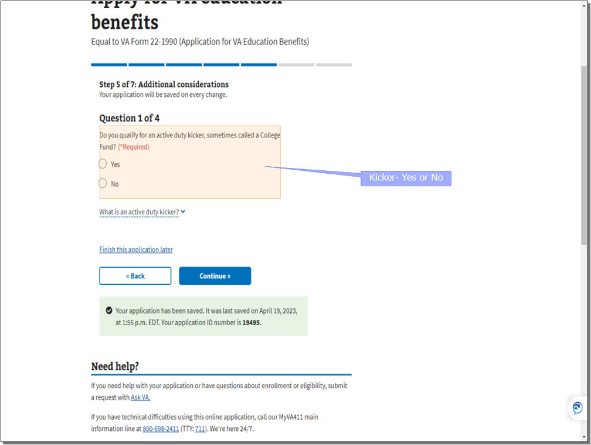 Apply for VA education
benefits
Equal to VA Form 22-1990 (Application for VA Education Benefits)
Step 5 of 7: Additional considerations
Your application will be saved on every change.
Question 1 of 4
Do you qualify for an active duty kicker, sometimes called a College
Fund? (*Required)
Yes
Kicker- Yes or No
No
What is an active duty kicker?
Finish this application later
« Back
Continue »
Your application has been saved. It was last saved on April 19, 2023,
at 1:55 p.m. EDT. Your application ID number is 19495.
Need help?
If you need help with your application or have questions about enrollment or eligibility, submit
a request with Ask VA.
If you have technical difficulties using this online application, call our MyVA411 main
information line at 800-698-2411 (TTY: 711). We're here 24/7.